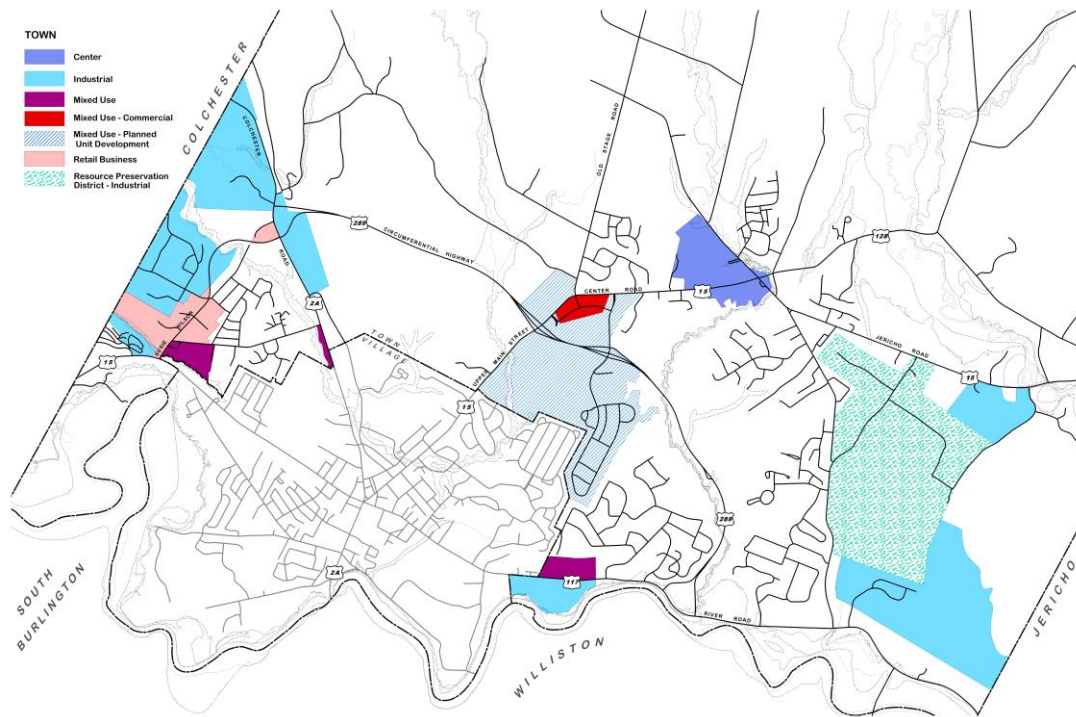 TOWN
Center
Industrial
Mixed Use
Mixed Use - Commercial
Mixed Use - Planned
Unit Development
Retail Business
Resource Preservation
District - Industrial
COLCHESTER
COLCHESTER
ROAD
OLD STAGE ROAD
289
CIRCUMFERENTIAL HIGHWAY
128
CENTER ROAD
15
2A
SUSIE WILSON
15
TOWN
VILLAGE
UPPER MAIN STREET
15
JERICHO ROAD
15
289
117
2A
RIVER ROAD
SOUTH
BURLINGTON
WILLISTON
JERICHO